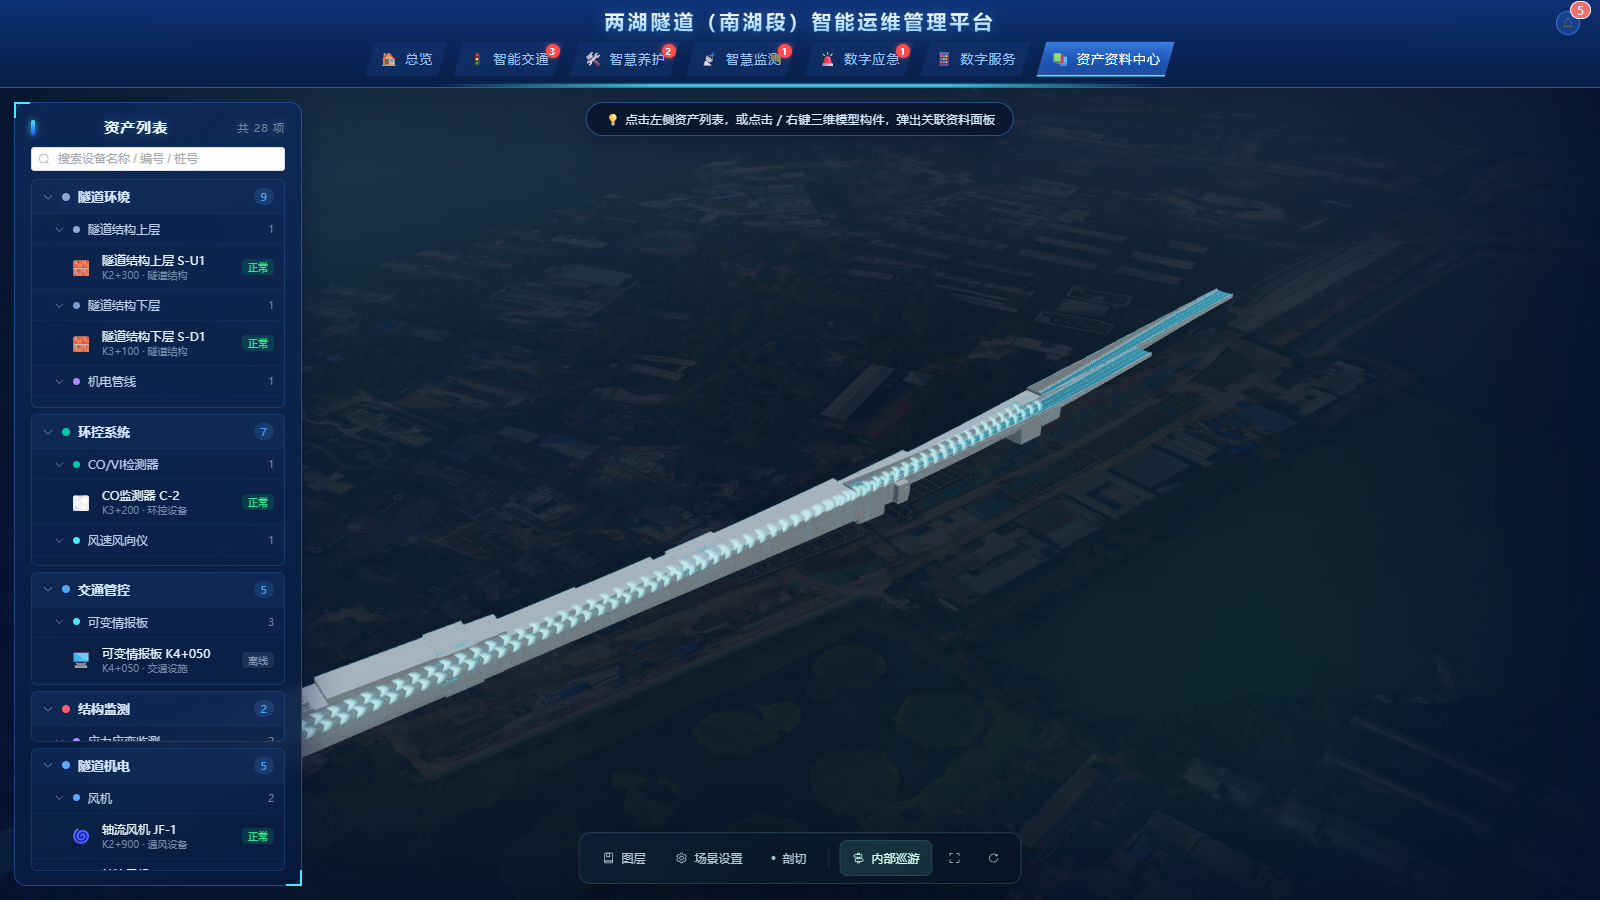 两湖隧道（南湖段）智能运维管理平台
5
总览
智能交通 3
智慧养护 2
智慧监测 1
数字应急 1
数字服务
资产资料中心
点击左侧资产列表，或点击 / 右键三维模型构件，弹出关联资料面板
资产列表 共 28 项
搜索设备名称 / 编号 / 桩号
隧道环境 9
隧道结构上层 1
隧道结构上层 S-U1 正常
K2+300 · 隧道结构
隧道结构下层 1
隧道结构下层 S-D1 正常
K3+100 · 隧道结构
机电管线 1
环控系统 7
CO/VI检测器 1
CO监测器 C-2 正常
K3+200 · 环控设备
风速风向仪 1
交通管控 5
可变情报板 3
可变情报板 K4+050 离线
K4+050 · 交通设施
结构监测 2
应力应变监测 2
隧道机电 5
风机 2
轴流风机 JF-1 正常
K2+900 · 通风设备
图层
场景设置
剖切
内部巡游